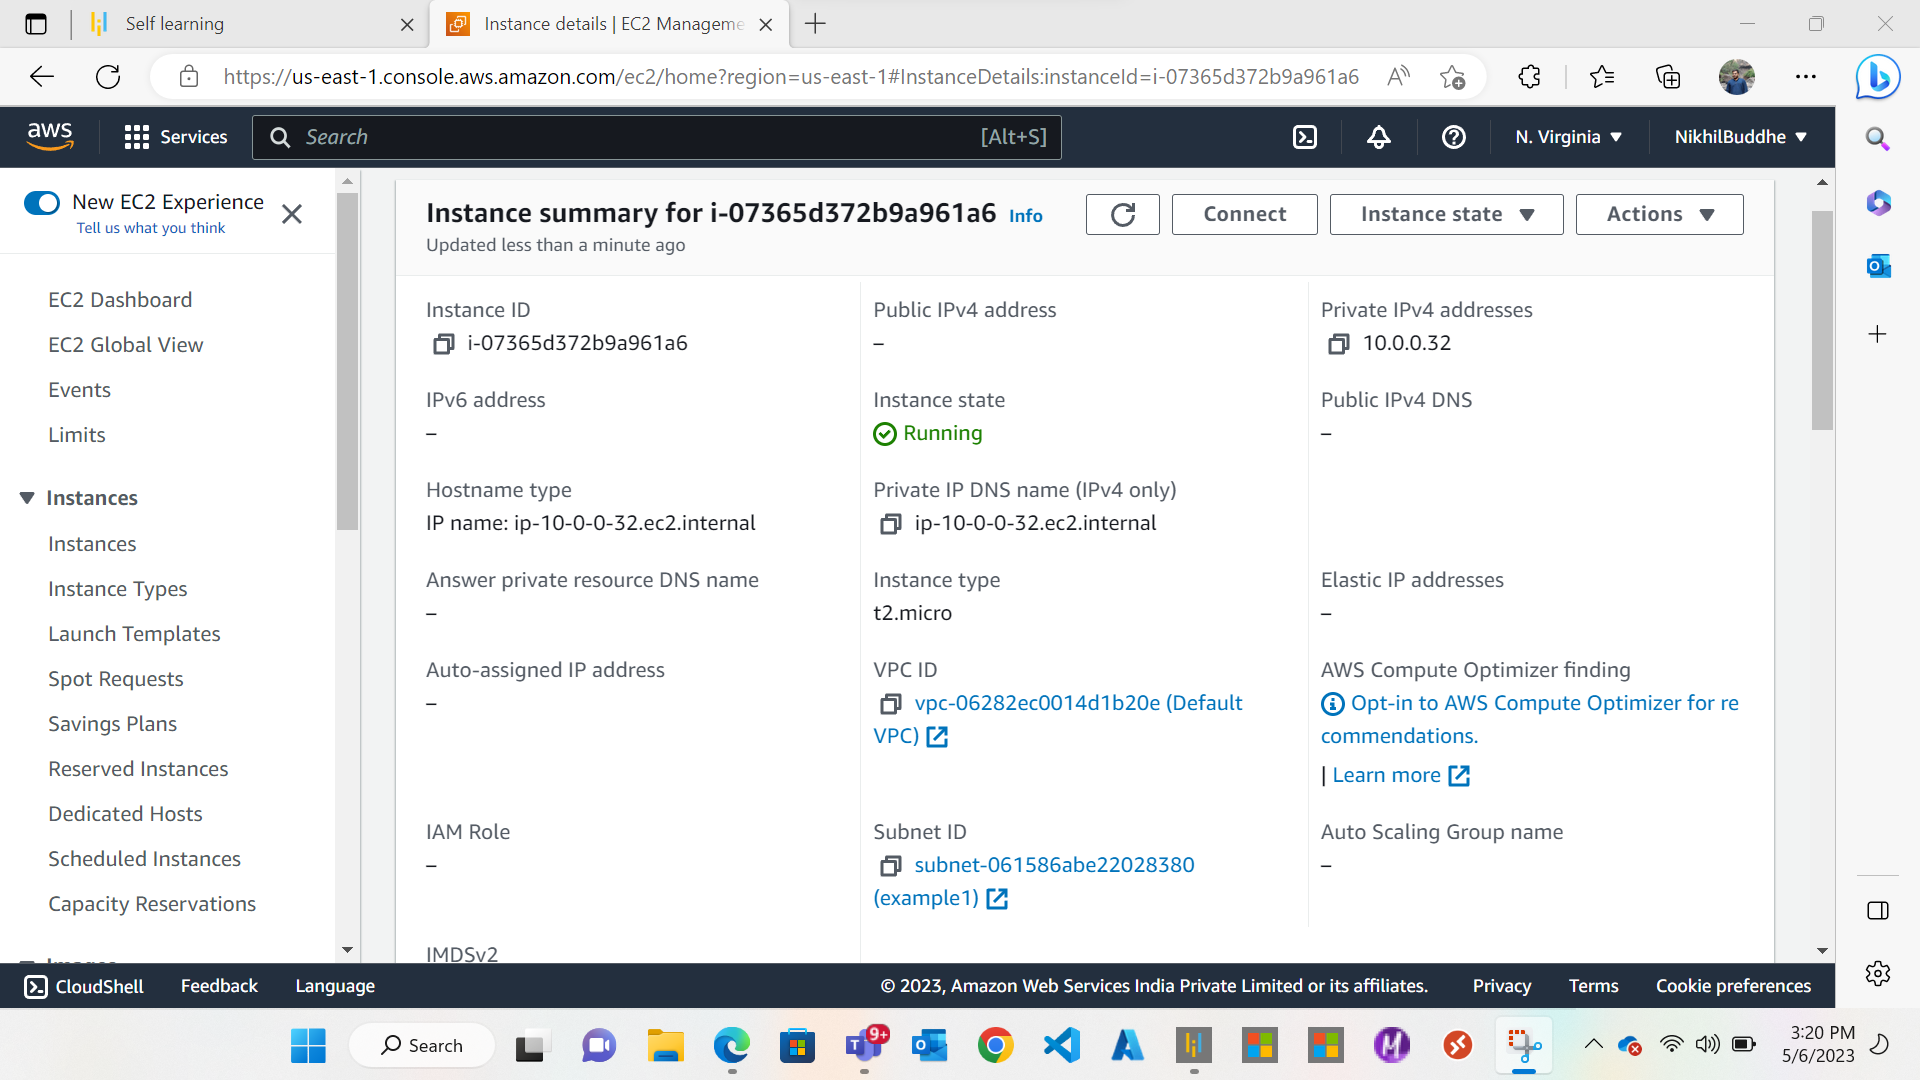 Self learning
Instance details | EC2 Manageme
https://us-east-1.console.aws.amazon.com/ec2/home?region=us-east-1#InstanceDetails:instanceId=i-07365d372b9a961a6
aws
Services
Search
[Alt+S]
N. Virginia
NikhilBuddhe
New EC2 Experience
Tell us what you think
EC2 Dashboard
EC2 Global View
Events
Limits
Instances
Instances
Instance Types
Launch Templates
Spot Requests
Savings Plans
Reserved Instances
Dedicated Hosts
Scheduled Instances
Capacity Reservations
Instance summary for i-07365d372b9a961a6 Info
Updated less than a minute ago
Connect
Instance state
Actions
Instance ID
i-07365d372b9a961a6
Public IPv4 address
–
Private IPv4 addresses
10.0.0.32
IPv6 address
–
Instance state
Running
Public IPv4 DNS
–
Hostname type
IP name: ip-10-0-0-32.ec2.internal
Private IP DNS name (IPv4 only)
ip-10-0-0-32.ec2.internal
Answer private resource DNS name
–
Instance type
t2.micro
Elastic IP addresses
–
Auto-assigned IP address
–
VPC ID
vpc-06282ec0014d1b20e (Default
VPC)
AWS Compute Optimizer finding
Opt-in to AWS Compute Optimizer for re
commendations.
| Learn more
IAM Role
–
Subnet ID
subnet-061586abe22028380
(example1)
Auto Scaling Group name
–
IMDSv2
CloudShell
Feedback
Language
© 2023, Amazon Web Services India Private Limited or its affiliates.
Privacy
Terms
Cookie preferences
Search
9+
3:20 PM
5/6/2023